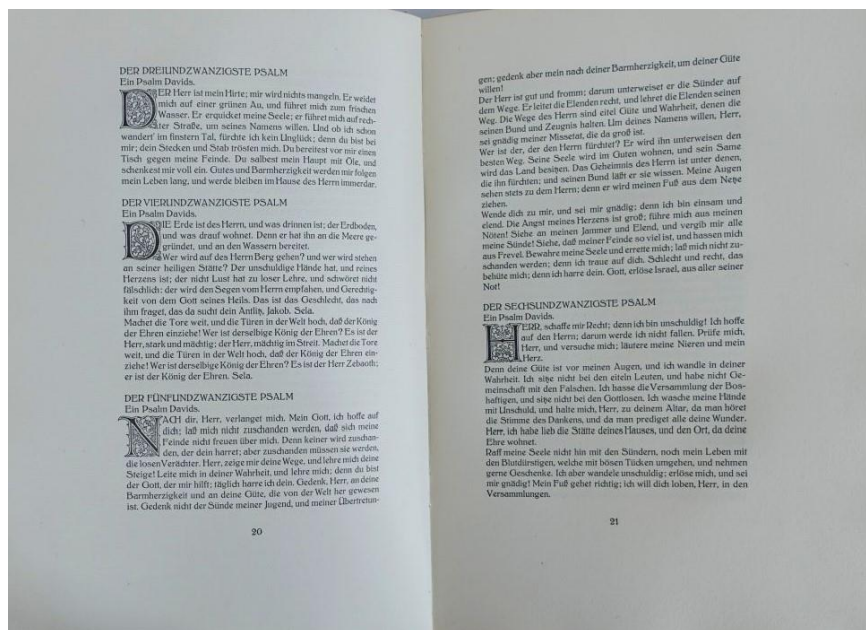 DER DREIUNDZWANZIGSTE PSALM
Ein Psalm Davids.
DER Herr ist mein Hirte; mir wird nichts mangeln. Er weidet
mich auf einer grünen Au, und führet mich zum frischen
Wasser. Er erquicket meine Seele; er führet mich auf rech-
ter Straße, um seines Namens willen. Und ob ich schon
wandert' im finstern Tal, fürchte ich kein Unglück; denn du bist bei
mir; dein Stecken und Stab trösten mich. Du bereitest vor mir einen
Tisch gegen meine Feinde. Du salbest mein Haupt mit Öle, und
schenkest mir voll ein. Gutes und Barmherzigkeit werden mir folgen
mein Leben lang, und werde bleiben im Hause des Herrn immerdar.
DER VIERUNDZWANZIGSTE PSALM
Ein Psalm Davids.
DIE Erde ist des Herrn, und was drinnen ist; der Erdboden,
und was drauf wohnet. Denn er hat ihn an die Meere ge-
gründet, und an den Wassern bereitet.
Wer wird auf des Herrn Berg gehen? und wer wird stehen
an seiner heiligen Stätte? Der unschuldige Hände hat, und reines
Herzens ist; der nicht Lust hat zu loser Lehre, und schwöret nicht
fälschlich; der wird den Segen vom Herrn empfahen, und Gerechtig-
keit von dem Gott seines Heils. Das ist das Geschlecht, das nach
ihm fraget, das da sucht dein Antlitz, Jakob. Sela.
Machet die Tore weit, und die Türen in der Welt hoch, daß der König
der Ehren einziehe! Wer ist derselbige König der Ehren? Es ist der
Herr, stark und mächtig; der Herr, mächtig im Streit. Machet die Tore
weit, und die Türen in der Welt hoch, daß der König der Ehren ein-
ziehe! Wer ist derselbige König der Ehren? Es ist der Herr Zebaoth;
er ist der König der Ehren. Sela.
DER FÜNFUNDZWANZIGSTE PSALM
Ein Psalm Davids.
NACH dir, Herr, verlanget mich. Mein Gott, ich hoffe auf
dich; laß mich nicht zuschanden werden, daß sich meine
Feinde nicht freuen über mich. Denn keiner wird zuschan-
den, der dein harret; aber zuschanden müssen sie werden,
die losen Verächter. Herr, zeige mir deine Wege, und lehre mich deine
Steige! Leite mich in deiner Wahrheit, und lehre mich; denn du bist
der Gott, der mir hilft; täglich harre ich dein. Gedenk, Herr, an deine
Barmherzigkeit und an deine Güte, die von der Welt her gewesen
ist. Gedenk nicht der Sünde meiner Jugend, und meiner Übertretun-
20
gen; gedenk aber mein nach deiner Barmherzigkeit, um deiner Güte
willen!
Der Herr ist gut und fromm; darum unterweiset er die Sünder auf
dem Wege. Er leitet die Elenden recht, und lehret die Elenden seinen
Weg. Die Wege des Herrn sind eitel Güte und Wahrheit, denen die
seinen Bund und Zeugnis halten. Um deines Namens willen, Herr,
sei gnädig meiner Missetat, die da groß ist.
Wer ist der, der den Herrn fürchtet? Er wird ihn unterweisen den
besten Weg. Seine Seele wird im Guten wohnen, und sein Same
wird das Land besitzen. Das Geheimnis des Herrn ist unter denen,
die ihn fürchten; und seinen Bund läßt er sie wissen. Meine Augen
sehen stets zu dem Herrn; denn er wird meinen Fuß aus dem Netze
ziehen.
Wende dich zu mir, und sei mir gnädig; denn ich bin einsam und
elend. Die Angst meines Herzens ist groß; führe mich aus meinen
Nöten! Siehe an meinen Jammer und Elend, und vergib mir alle
meine Sünde! Siehe, daß meiner Feinde so viel ist, und hassen mich
aus Frevel. Bewahre meine Seele und errette mich; laß mich nicht zu-
schanden werden; denn ich traue auf dich. Schlecht und recht, das
behüte mich; denn ich harre dein. Gott, erlöse Israel, aus aller seiner
Not!
DER SECHSUNDZWANZIGSTE PSALM
Ein Psalm Davids.
HERR, schaffe mir Recht; denn ich bin unschuldig! Ich hoffe
auf den Herrn; darum werde ich nicht fallen. Prüfe mich,
Herr, und versuche mich; läutere meine Nieren und mein
Herz.
Denn deine Güte ist vor meinen Augen, und ich wandle in deiner
Wahrheit. Ich sitze nicht bei den eiteln Leuten, und habe nicht Ge-
meinschaft mit den Falschen. Ich hasse die Versammlung der Bos-
haftigen, und sitze nicht bei den Gottlosen. Ich wasche meine Hände
mit Unschuld, und halte mich, Herr, zu deinem Altar, da man höret
die Stimme des Dankens, und da man prediget alle deine Wunder.
Herr, ich habe lieb die Stätte deines Hauses, und den Ort, da deine
Ehre wohnet.
Raff meine Seele nicht hin mit den Sündern, noch mein Leben mit
den Blutdürstigen, welche mit bösen Tücken umgehen, und nehmen
gerne Geschenke. Ich aber wandele unschuldig; erlöse mich, und sei
mir gnädig! Mein Fuß gehet richtig; ich will dich loben, Herr, in den
Versammlungen.
21